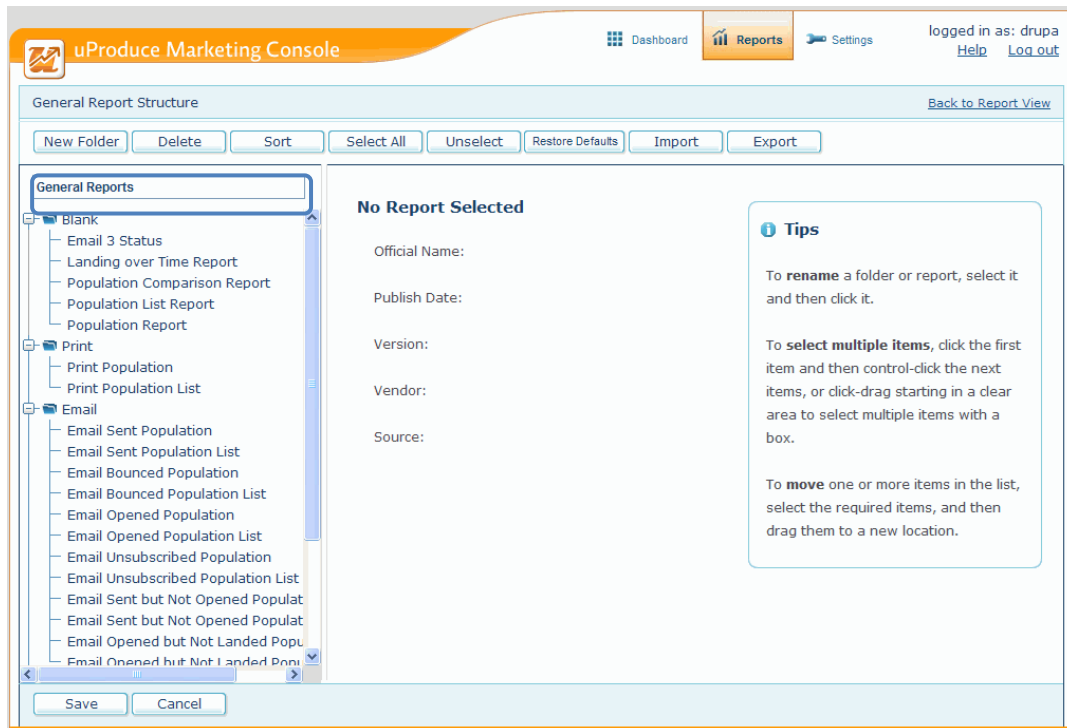 uProduce Marketing Console
Dashboard
Reports
Settings
logged in as: drupa
Help Log out
General Report Structure
Back to Report View
New Folder Delete Sort Select All Unselect Restore Defaults Import Export
General Reports
Blank
Email 3 Status
Landing over Time Report
Population Comparison Report
Population List Report
Population Report
Print
Print Population
Print Population List
Email
Email Sent Population
Email Sent Population List
Email Bounced Population
Email Bounced Population List
Email Opened Population
Email Opened Population List
Email Unsubscribed Population
Email Unsubscribed Population List
Email Sent but Not Opened Populat
Email Sent but Not Opened Populat
Email Opened but Not Landed Popu
Email Opened but Not Landed Popu
No Report Selected
Official Name:
Publish Date:
Version:
Vendor:
Source:
Tips
To rename a folder or report, select it
and then click it.
To select multiple items, click the first
item and then control-click the next
items, or click-drag starting in a clear
area to select multiple items with a
box.
To move one or more items in the list,
select the required items, and then
drag them to a new location.
Save Cancel